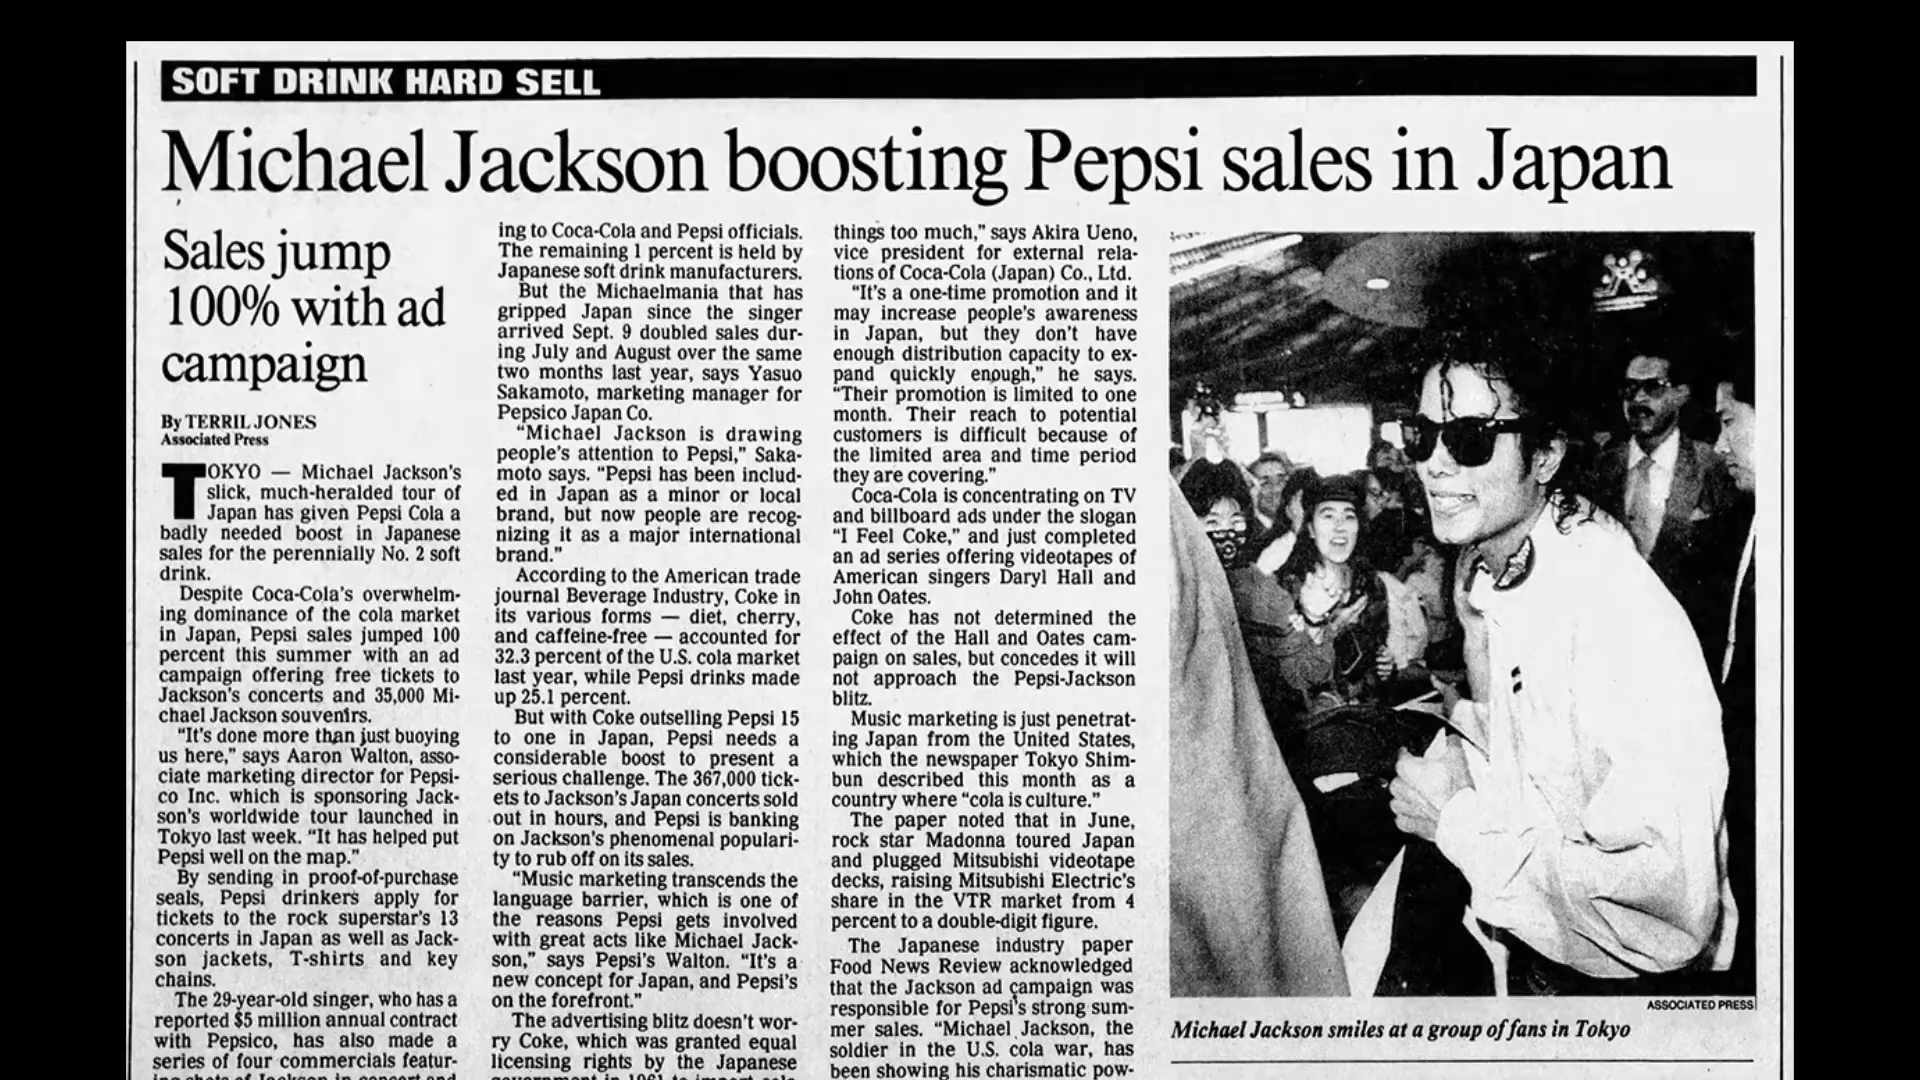 SOFT DRINK HARD SELL
Michael Jackson boosting Pepsi sales in Japan
Sales jump
100% with ad
campaign
By TERRIL JONES
Associated Press
TOKYO — Michael Jackson's
slick, much-heralded tour of
Japan has given Pepsi Cola a
badly needed boost in Japanese
sales for the perennially No. 2 soft
drink.
Despite Coca-Cola's overwhelm-
ing dominance of the cola market
in Japan, Pepsi sales jumped 100
percent this summer with an ad
campaign offering free tickets to
Jackson's concerts and 35,000 Mi-
chael Jackson souvenirs.
"It's done more than just buoying
us here," says Aaron Walton, asso-
ciate marketing director for Pepsi-
co Inc. which is sponsoring Jack-
son's worldwide tour launched in
Tokyo last week. "It has helped put
Pepsi well on the map."
By sending in proof-of-purchase
seals, Pepsi drinkers apply for
tickets to the rock superstar's 13
concerts in Japan as well as Jack-
son jackets, T-shirts and key
chains.
The 29-year-old singer, who has a
reported $5 million annual contract
with Pepsico, has also made a
series of four commercials featur-
ing shots of Jackson in concert and
ing to Coca-Cola and Pepsi officials.
The remaining 1 percent is held by
Japanese soft drink manufacturers.
But the Michaelmania that has
gripped Japan since the singer
arrived Sept. 9 doubled sales dur-
ing July and August over the same
two months last year, says Yasuo
Sakamoto, marketing manager for
Pepsico Japan Co.
"Michael Jackson is drawing
people's attention to Pepsi," Saka-
moto says. "Pepsi has been includ-
ed in Japan as a minor or local
brand, but now people are recog-
nizing it as a major international
brand."
According to the American trade
journal Beverage Industry, Coke in
its various forms — diet, cherry,
and caffeine-free — accounted for
32.3 percent of the U.S. cola market
last year, while Pepsi drinks made
up 25.1 percent.
But with Coke outselling Pepsi 15
to one in Japan, Pepsi needs a
considerable boost to present a
serious challenge. The 367,000 tick-
ets to Jackson's Japan concerts sold
out in hours, and Pepsi is banking
on Jackson's phenomenal populari-
ty to rub off on its sales.
"Music marketing transcends the
language barrier, which is one of
the reasons Pepsi gets involved
with great acts like Michael Jack-
son," says Pepsi's Walton. "It's a
new concept for Japan, and Pepsi's
on the forefront."
The advertising blitz doesn't wor-
ry Coke, which was granted equal
licensing rights by the Japanese
government in 1961 to import cola
things too much," says Akira Ueno,
vice president for external rela-
tions of Coca-Cola (Japan) Co., Ltd.
"It's a one-time promotion and it
may increase people's awareness
in Japan, but they don't have
enough distribution capacity to ex-
pand quickly enough," he says.
"Their promotion is limited to one
month. Their reach to potential
customers is difficult because of
the limited area and time period
they are covering."
Coca-Cola is concentrating on TV
and billboard ads under the slogan
"I Feel Coke," and just completed
an ad series offering videotapes of
American singers Daryl Hall and
John Oates.
Coke has not determined the
effect of the Hall and Oates cam-
paign on sales, but concedes it will
not approach the Pepsi-Jackson
blitz.
Music marketing is just penetrat-
ing Japan from the United States,
which the newspaper Tokyo Shim-
bun described this month as a
country where "cola is culture."
The paper noted that in June,
rock star Madonna toured Japan
and plugged Mitsubishi videotape
decks, raising Mitsubishi Electric's
share in the VTR market from 4
percent to a double-digit figure.
The Japanese industry paper
Food News Review acknowledged
that the Jackson ad campaign was
responsible for Pepsi's strong sum-
mer sales. "Michael Jackson, the
soldier in the U.S. cola war, has
been showing his charismatic pow-
ASSOCIATED PRESS
Michael Jackson smiles at a group of fans in Tokyo